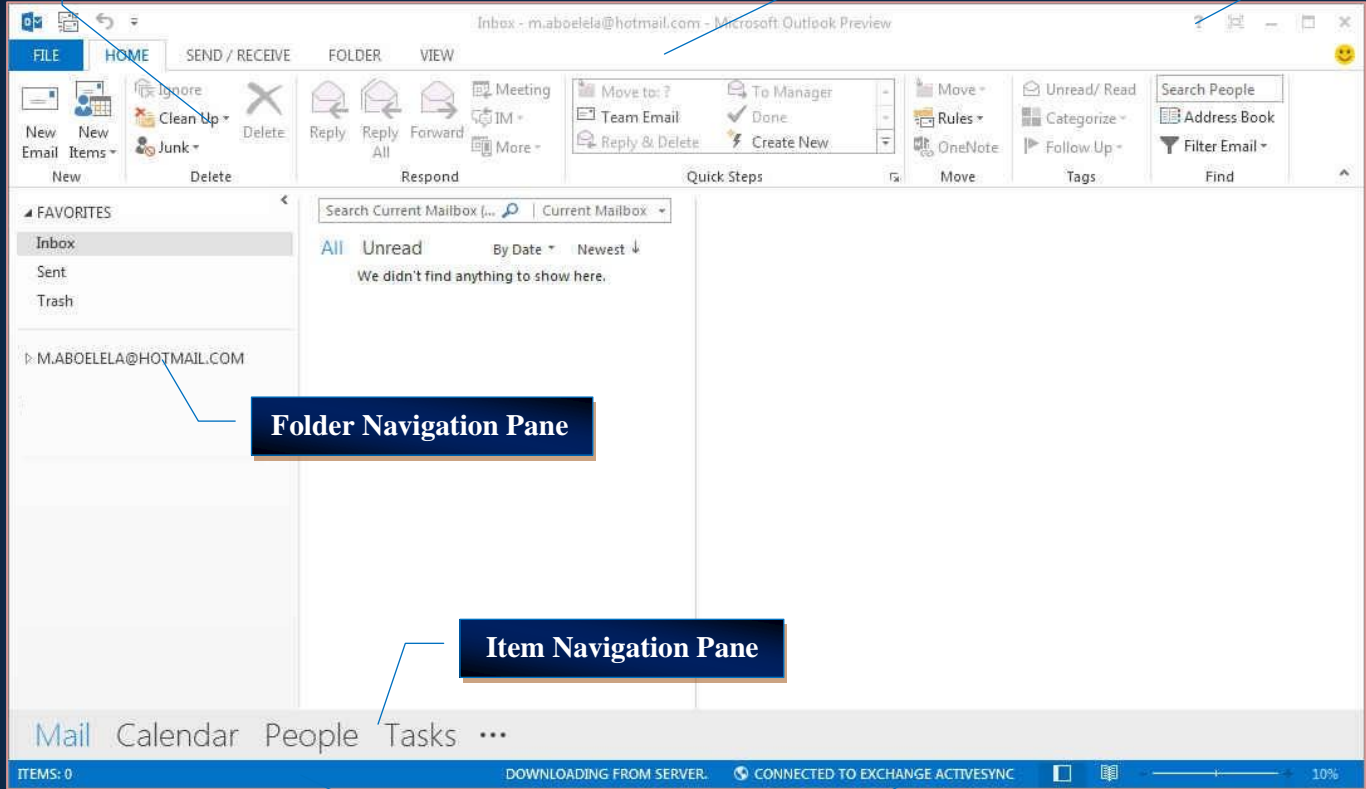 Inbox - m.aboelela@hotmail.com - Microsoft Outlook Preview
FILE HOME SEND / RECEIVE FOLDER VIEW
New Email
New Items
New
Ignore
Clean Up
Junk
Delete
Delete
Reply
Reply All
Forward
Meeting
IM
More
Respond
Move to: ?
Team Email
Reply & Delete
To Manager
Done
Create New
Quick Steps
Move
Rules
OneNote
Move
Unread/ Read
Categorize
Follow Up
Tags
Search People
Address Book
Filter Email
Find
FAVORITES
Inbox
Sent
Trash
M.ABOELELA@HOTMAIL.COM
Search Current Mailbox (... Current Mailbox
All Unread By Date Newest
We didn't find anything to show here.
Folder Navigation Pane
Item Navigation Pane
Mail Calendar People Tasks ...
ITEMS: 0 DOWNLOADING FROM SERVER. CONNECTED TO EXCHANGE ACTIVESYNC 10%